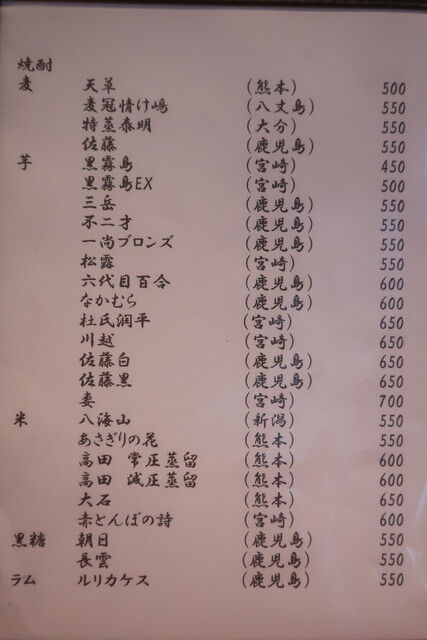 焼酎
麦 天草 (熊本) 500
麦冠情け嶋 (八丈島) 550
特蒸泰明 (大分) 550
佐藤 (鹿児島) 550
芋 黒霧島 (宮崎) 450
黒霧島EX (宮崎) 500
三岳 (鹿児島) 550
不二才 (鹿児島) 550
一尚ブロンズ (鹿児島) 550
松露 (宮崎) 550
六代目百合 (鹿児島) 600
なかむら (鹿児島) 600
杜氏潤平 (宮崎) 650
川越 (宮崎) 650
佐藤白 (鹿児島) 650
佐藤黒 (鹿児島) 650
妻 (宮崎) 700
米 八海山 (新潟) 550
あさぎりの花 (熊本) 550
高田 常圧蒸留 (熊本) 600
高田 減圧蒸留 (熊本) 600
大石 (熊本) 650
赤とんぼの詩 (宮崎) 600
黒糖 朝日 (鹿児島) 550
長雲 (鹿児島) 550
ラム ルリカケス (鹿児島) 550